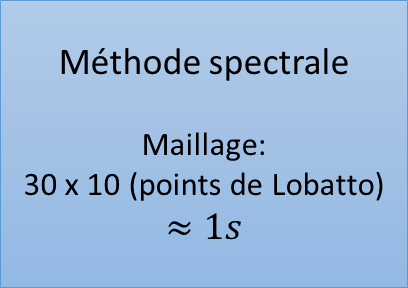 Méthode spectrale
Maillage:
30 x 10 (points de Lobatto)
≈ 1s